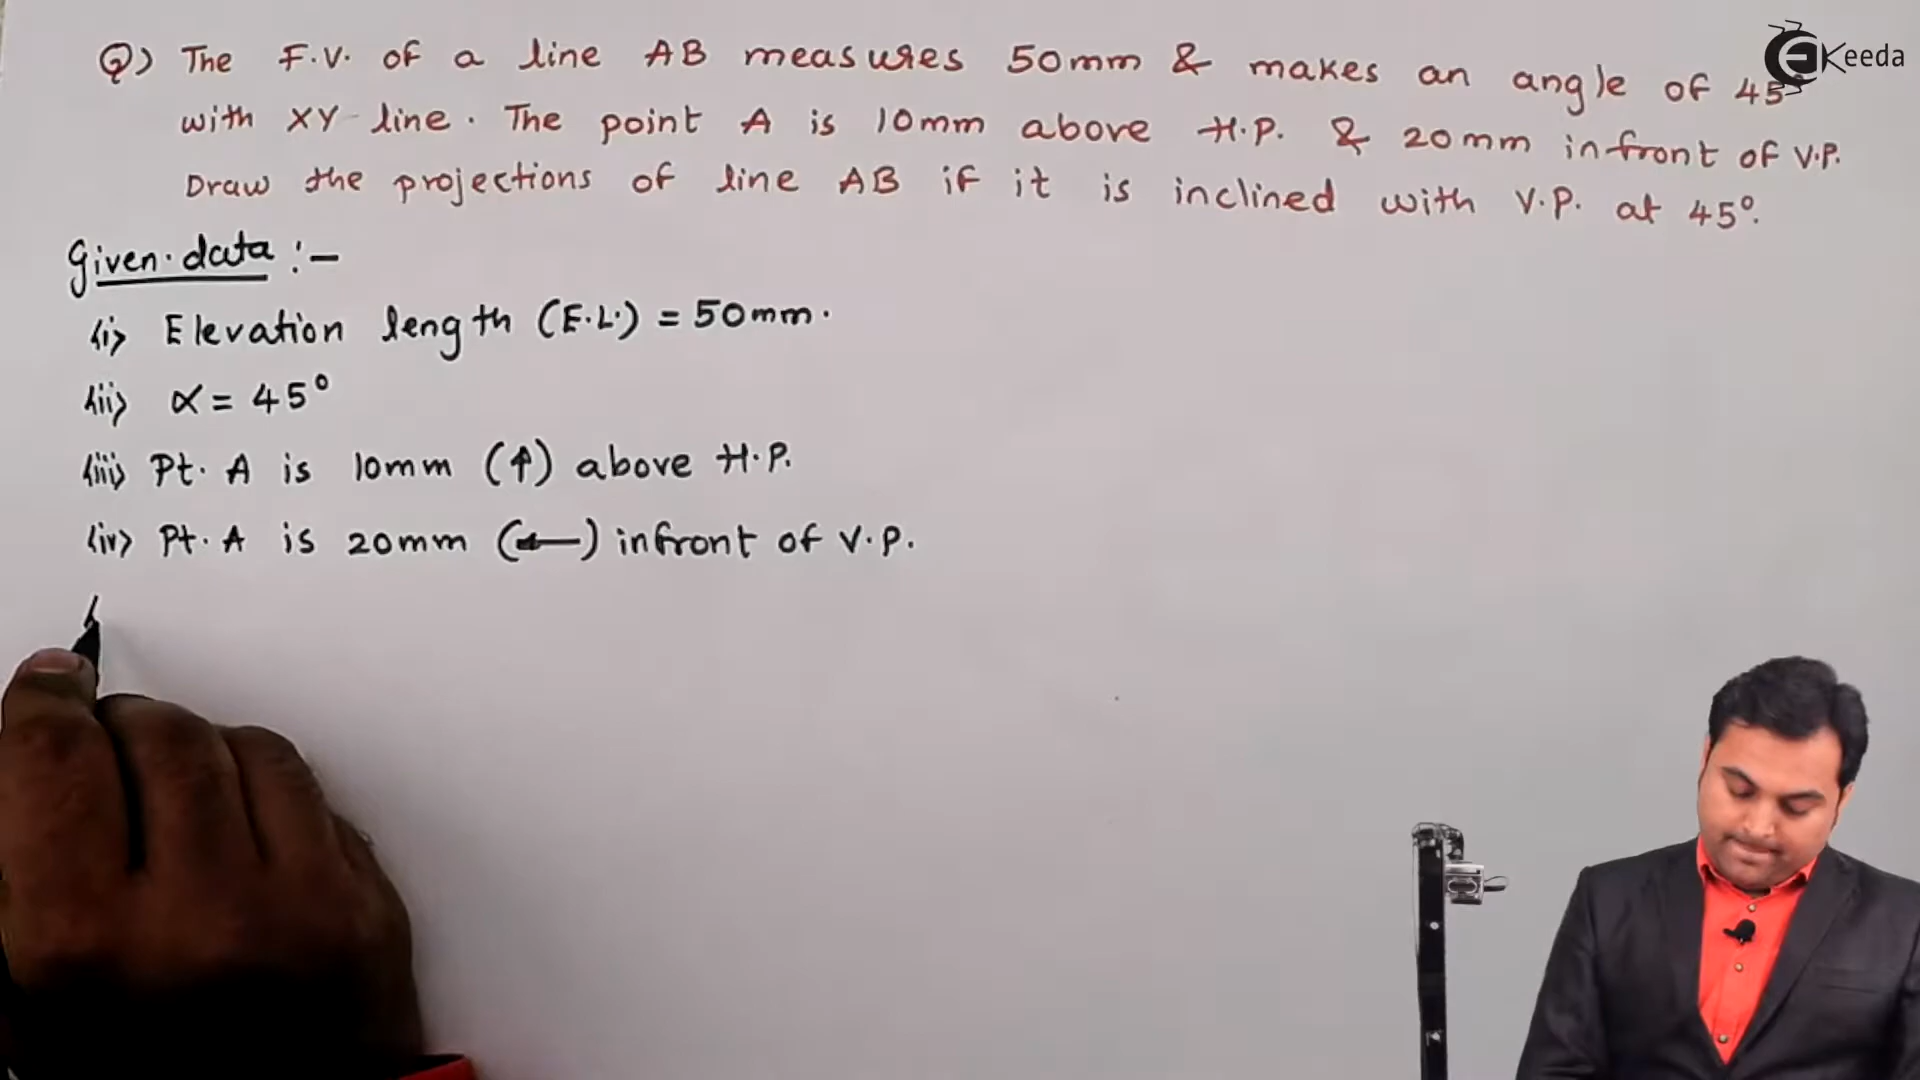 Keeda
Q) The F.V. of a line AB measures 50mm & makes an angle of 45°
with XY line. The point A is 10mm above H.P. & 20mm infront of V.P.
Draw the projections of line AB if it is inclined with V.P. at 45°.
Given data :-
(i) Elevation length (E.L.) = 50mm.
(ii) α = 45°
(iii) Pt. A is 10mm (↑) above H.P.
(iv) Pt. A is 20mm (←) infront of V.P.